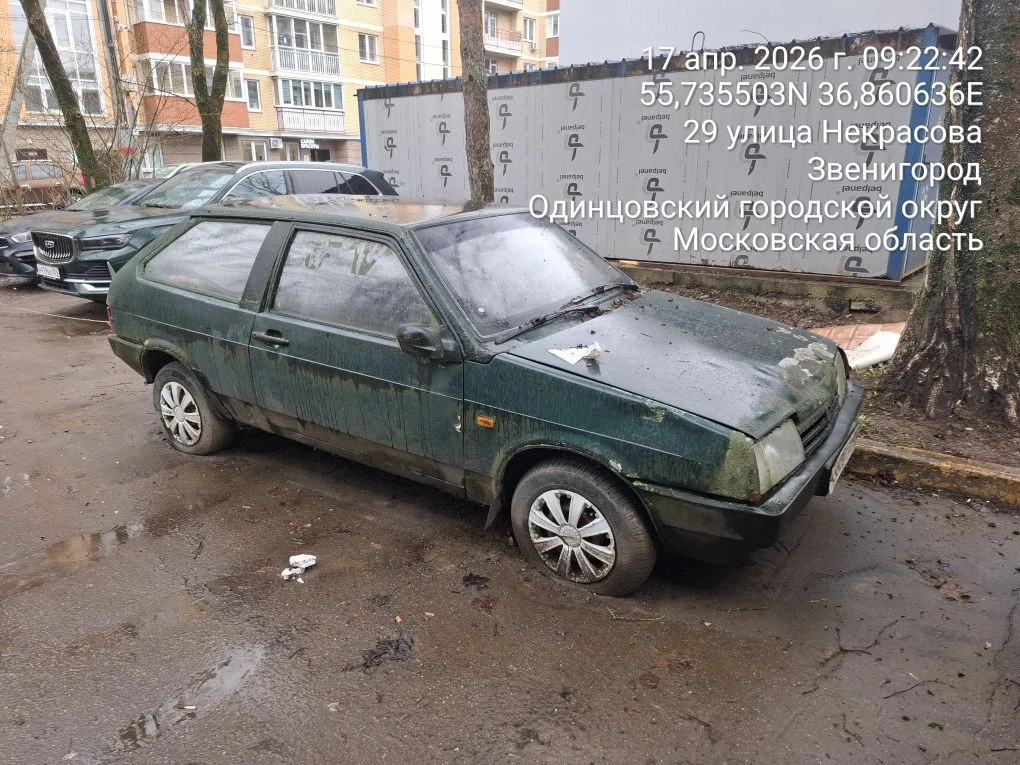 17 апр. 2026 г. 09:22:42
55,735503N 36,860636E
29 улица Некрасова
Звенигород
Одинцовский городской округ
Московская область
belpanel